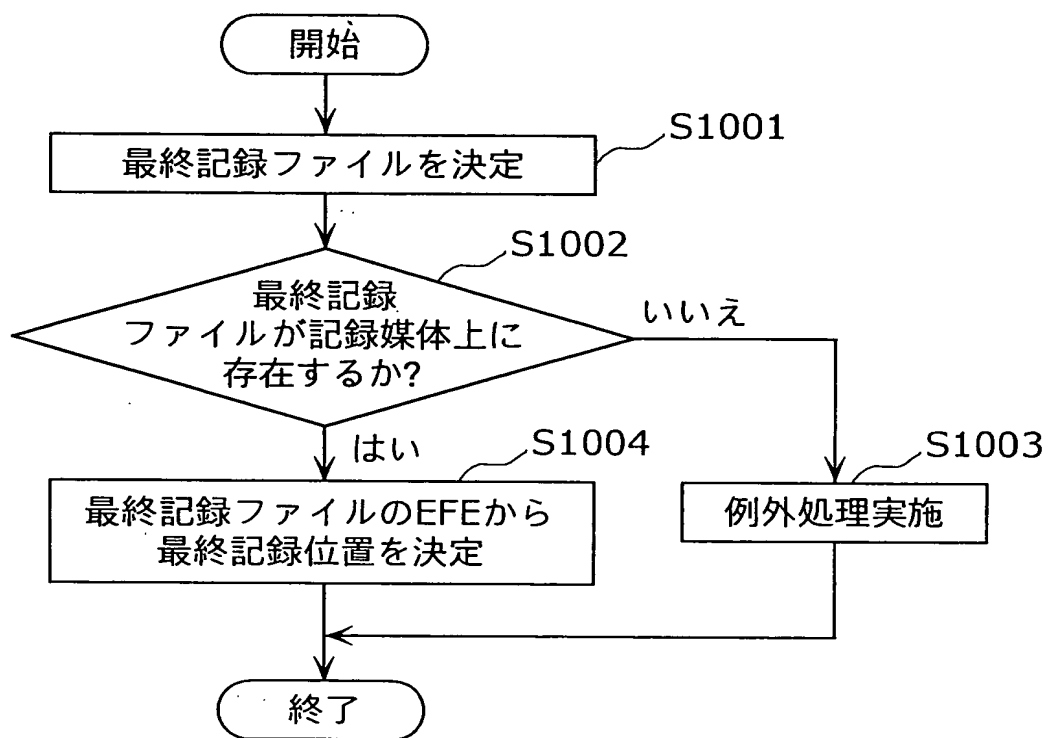 開始
S1001
最終記録ファイルを決定
S1002
最終記録
ファイルが記録媒体上に
存在するか?
いいえ
はい
S1004
S1003
最終記録ファイルのEFEから
最終記録位置を決定
例外処理実施
終了